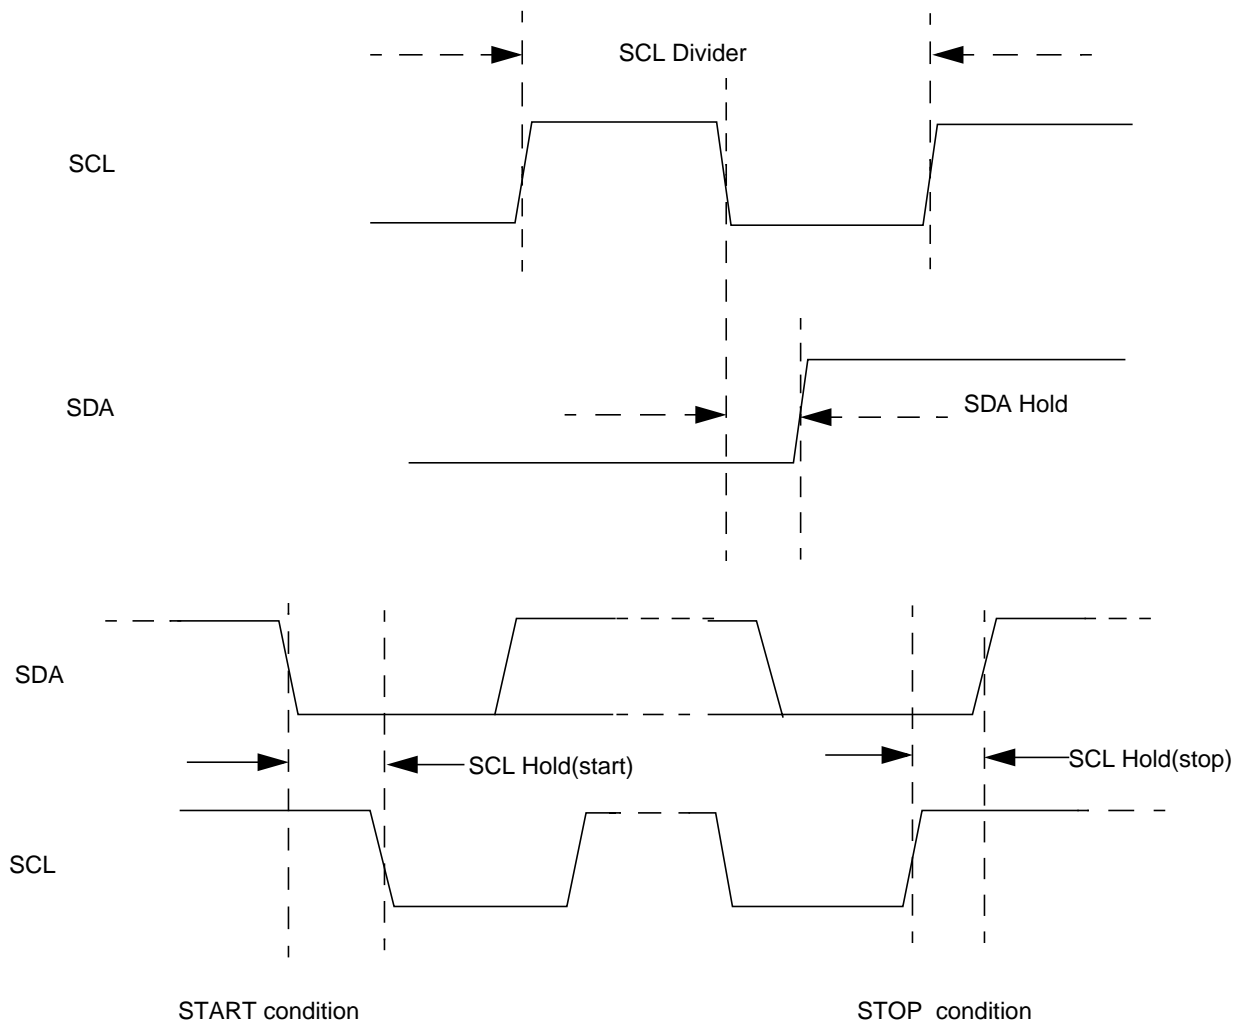 SCL Divider
SCL
SDA
SDA Hold
SDA
SCL Hold(start)
SCL Hold(stop)
SCL
START condition
STOP condition